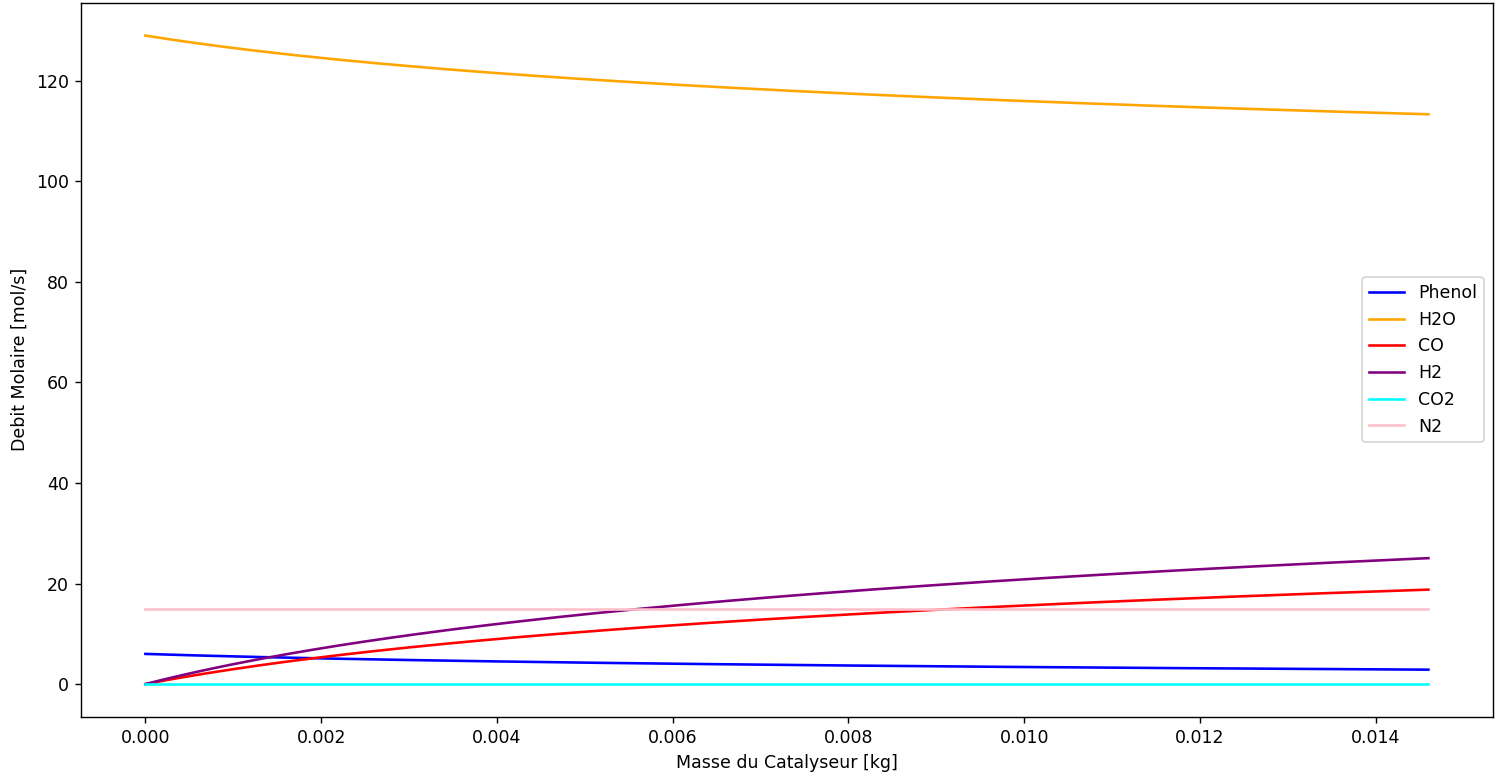 Debit Molaire [mol/s]
120
100
80
60
40
20
0
Phenol
H2O
CO
H2
CO2
N2
0.000 0.002 0.004 0.006 0.008 0.010 0.012 0.014
Masse du Catalyseur [kg]